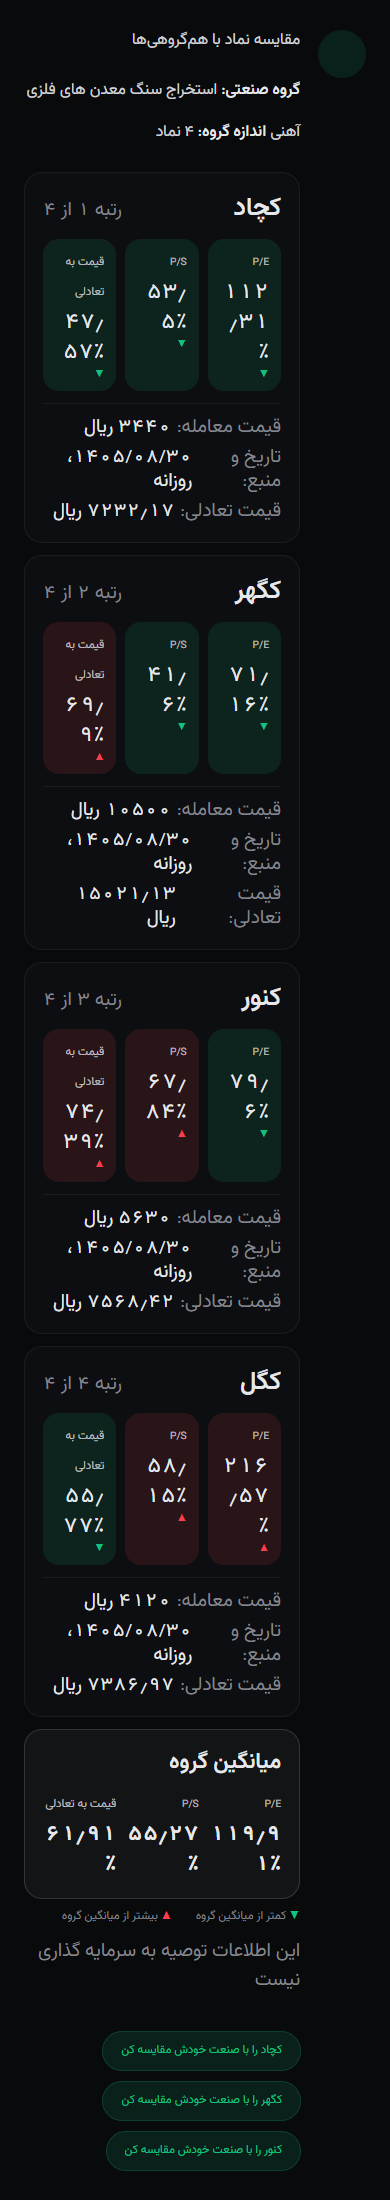 مقایسه نماد با هم‌گروهی‌ها
گروه صنعتی: استخراج سنگ معدن های فلزی
آهنی اندازه گروه: ۴ نماد
کچاد
رتبه ۱ از ۴
P/E
۱۱۲
٫۳۱
٪
▼
P/S
۵۳٫
۵٪
▼
قیمت به
تعادلی
۴۷٫
۵۷٪
▼
قیمت معامله: ۳۴۴۰ ریال
تاریخ و
منبع:
۱۴۰۵/۰۸/۳۰،
روزانه
قیمت تعادلی: ۷۲۳۲٫۱۷ ریال
کگهر
رتبه ۲ از ۴
P/E
۷۱٫
۱۶٪
▼
P/S
۴۱٫
۶٪
▼
قیمت به
تعادلی
۶۹٫
۹٪
▲
قیمت معامله: ۱۰۵۰۰ ریال
تاریخ و
منبع:
۱۴۰۵/۰۸/۳۰،
روزانه
قیمت
تعادلی:
۱۵۰۲۱٫۱۳
ریال
کنور
رتبه ۳ از ۴
P/E
۷۹٫
۶٪
▼
P/S
۶۷٫
۸۴٪
▲
قیمت به
تعادلی
۷۴٫
۳۹٪
▲
قیمت معامله: ۵۶۳۰ ریال
تاریخ و
منبع:
۱۴۰۵/۰۸/۳۰،
روزانه
قیمت تعادلی: ۷۵۶۸٫۴۲ ریال
کگل
رتبه ۴ از ۴
P/E
۲۱۶
٫۵۷
٪
▲
P/S
۵۸٫
۱۵٪
▲
قیمت به
تعادلی
۵۵٫
۷۷٪
▼
قیمت معامله: ۴۱۲۰ ریال
تاریخ و
منبع:
۱۴۰۵/۰۸/۳۰،
روزانه
قیمت تعادلی: ۷۳۸۶٫۹۷ ریال
میانگین گروه
P/E
۱۱۹٫۹
۱٪
P/S
۵۵٫۲۷
٪
قیمت به تعادلی
۶۱٫۹۱
٪
▼ کمتر از میانگین گروه
▲ بیشتر از میانگین گروه
این اطلاعات توصیه به سرمایه گذاری
نیست
کچاد را با صنعت خودش مقایسه کن
کگهر را با صنعت خودش مقایسه کن
کنور را با صنعت خودش مقایسه کن